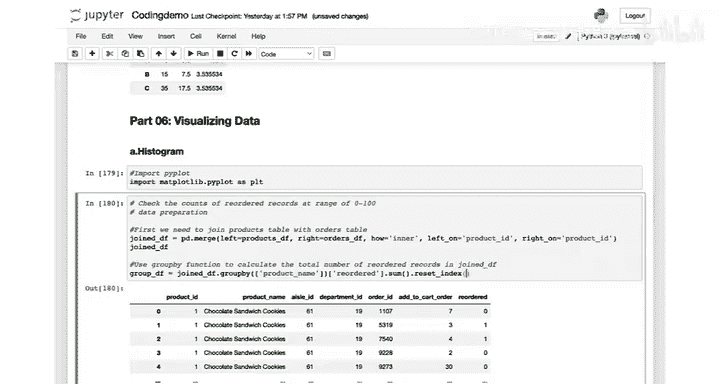 jupyter Codingdemo Last Checkpoint: Yesterday at 1:57 PM (unsaved changes)
Logout
File Edit View Insert Cell Kernel Help
Run Code
B 15 7.5 3.535534
C 35 17.5 3.535534
Part 06: Visualizing Data
a.Histogram
In [179]: #Import pyplot
import matplotlib.pyplot as plt
In [180]: # Check the counts of reordered records at range of 0-100
# data preparation
#First we need to join products table with orders table
joined_df = pd.merge(left=products_df, right=orders_df, how='inner', left_on='product_id', right_on='product_id')
joined_df
#Use groupby function to calculate the total number of reordered records in joined_df
group_df = joined_df.groupby(['product_name'])['reordered'].sum().reset_index(
Out[180]:
product_id product_name aisle_id department_id order_id add_to_cart_order reordered
0 1 Chocolate Sandwich Cookies 61 19 1107 7 0
1 1 Chocolate Sandwich Cookies 61 19 5319 3 1
2 1 Chocolate Sandwich Cookies 61 19 7540 4 1
3 1 Chocolate Sandwich Cookies 61 19 9228 2 0
4 1 Chocolate Sandwich Cookies 61 19 9273 30 0